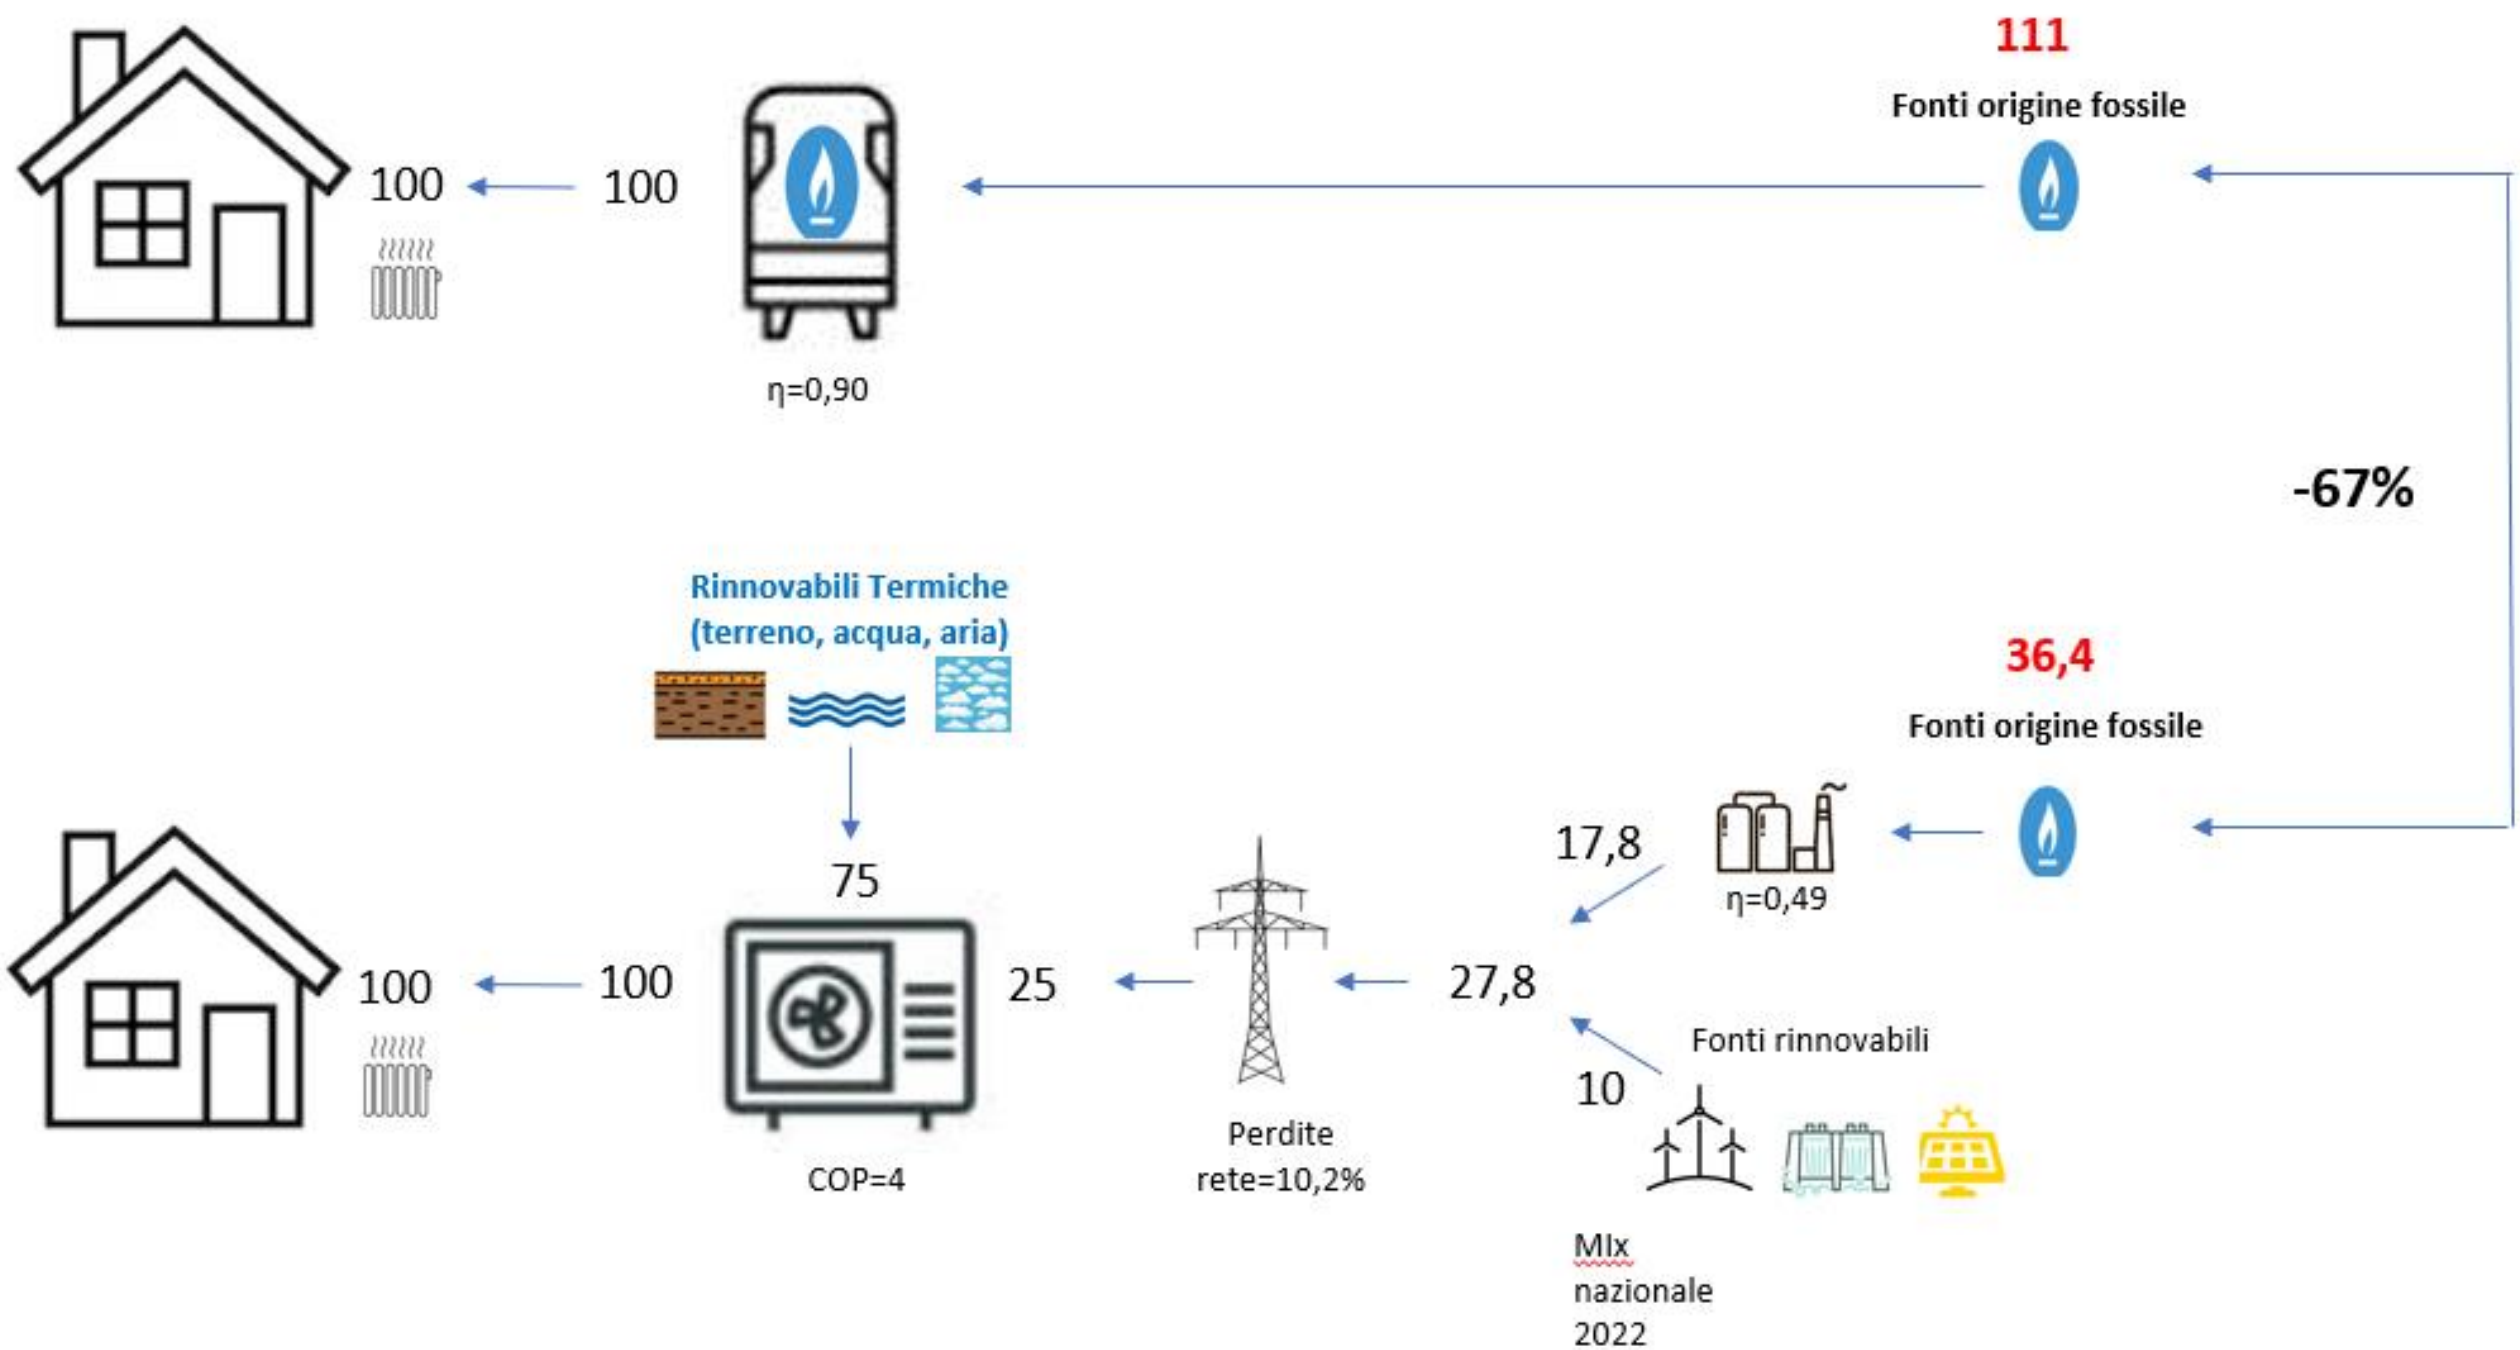 111
Fonti origine fossile
100
100
η=0,90
-67%
Rinnovabili Termiche
(terreno, acqua, aria)
36,4
Fonti origine fossile
75
17,8
η=0,49
100
100
25
27,8
Fonti rinnovabili
10
COP=4
Perdite
rete=10,2%
MIx
nazionale
2022